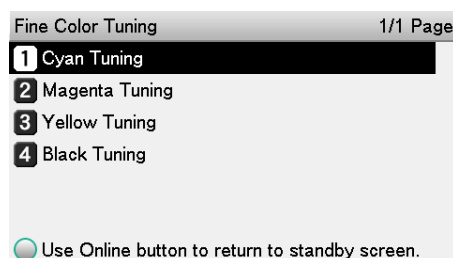 Fine Color Tuning 1/1 Page
1 Cyan Tuning
2 Magenta Tuning
3 Yellow Tuning
4 Black Tuning
Use Online button to return to standby screen.